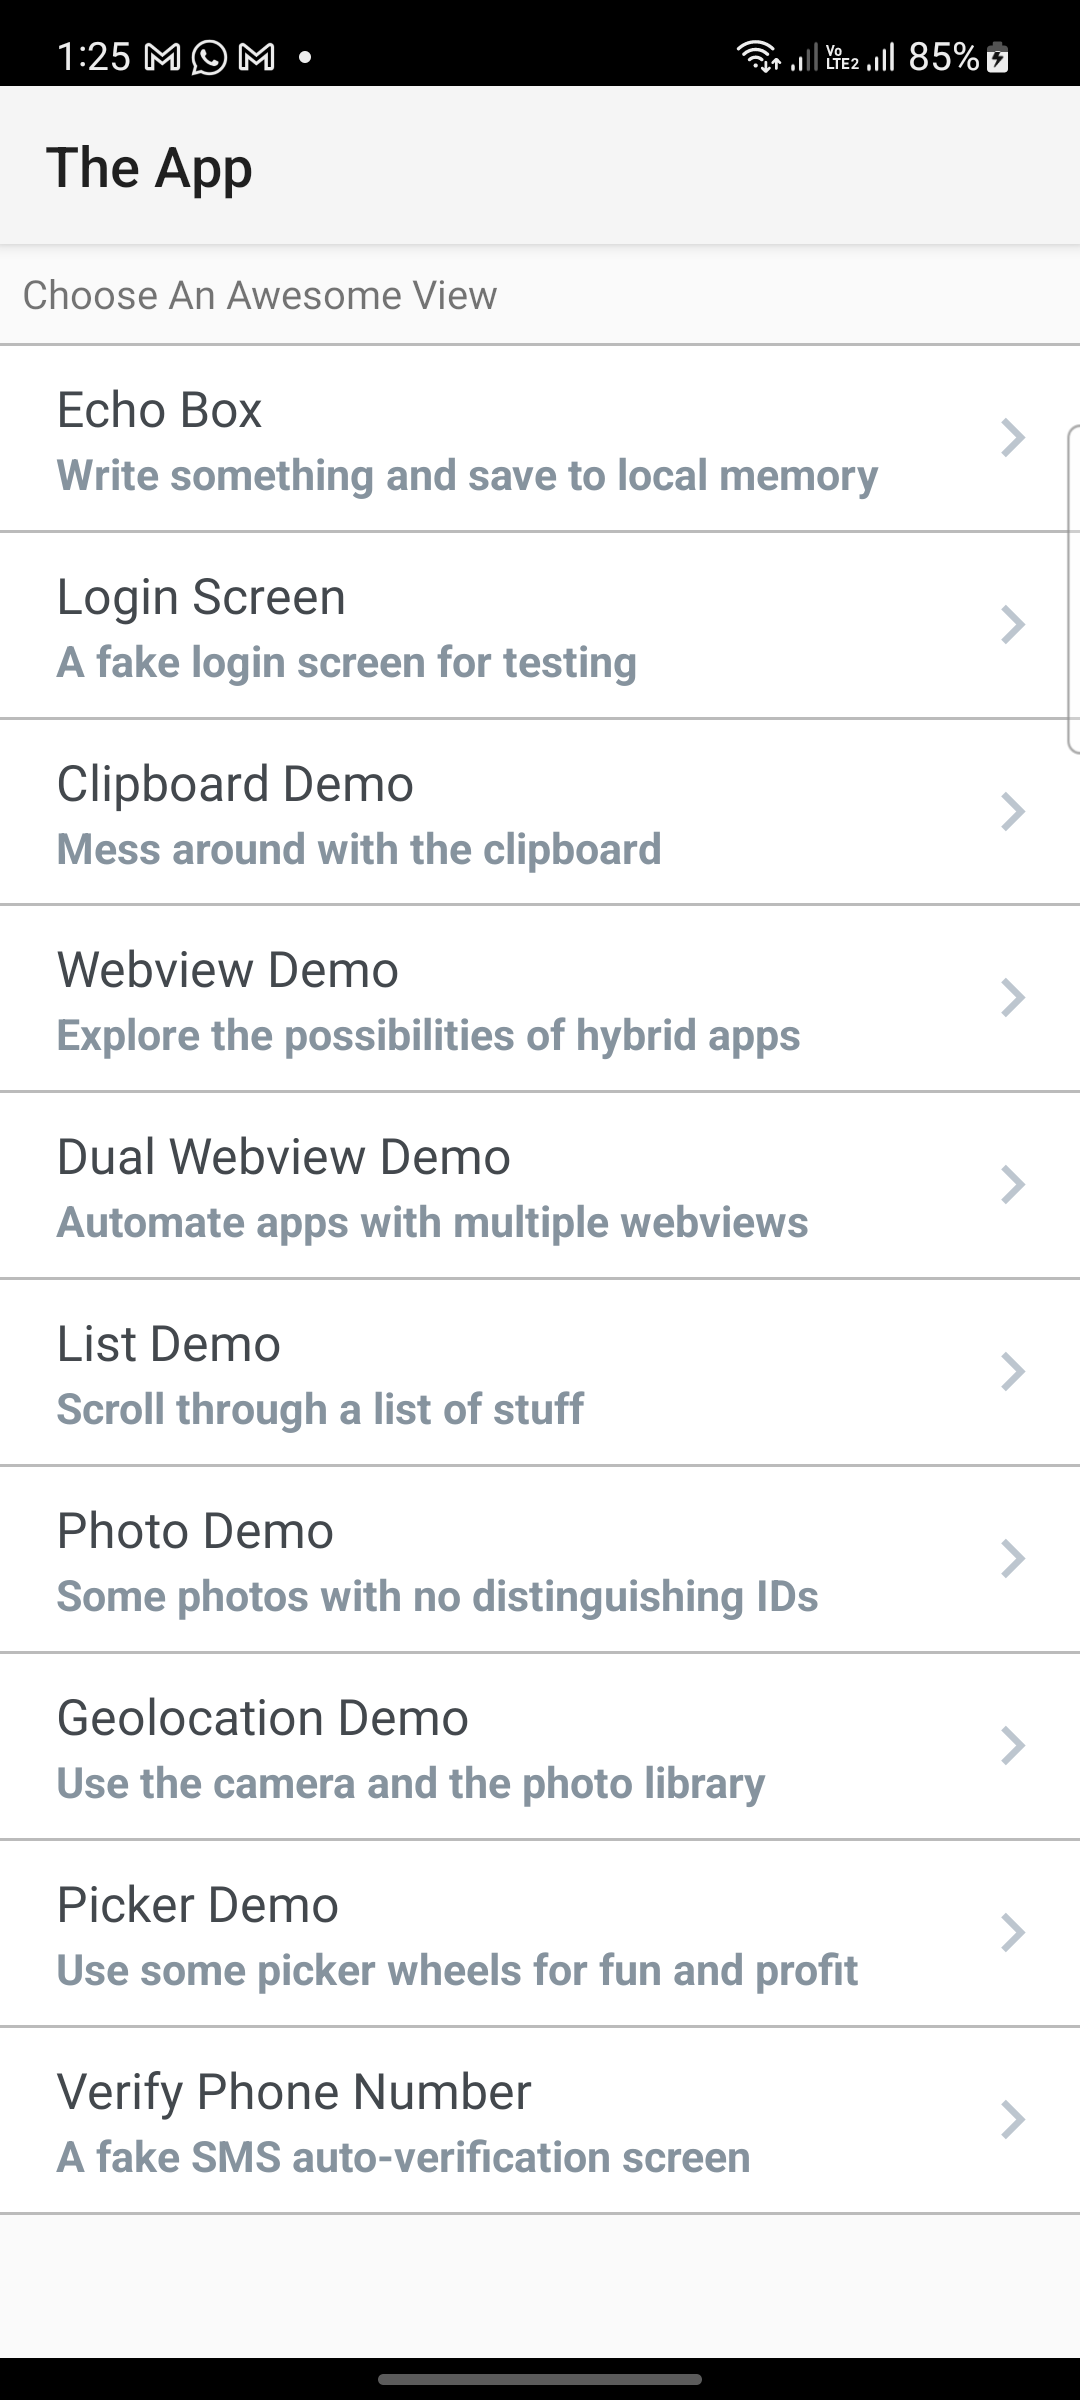 1:25
Vo LTE2 85%
The App
Choose An Awesome View
Echo Box
Write something and save to local memory
Login Screen
A fake login screen for testing
Clipboard Demo
Mess around with the clipboard
Webview Demo
Explore the possibilities of hybrid apps
Dual Webview Demo
Automate apps with multiple webviews
List Demo
Scroll through a list of stuff
Photo Demo
Some photos with no distinguishing IDs
Geolocation Demo
Use the camera and the photo library
Picker Demo
Use some picker wheels for fun and profit
Verify Phone Number
A fake SMS auto-verification screen